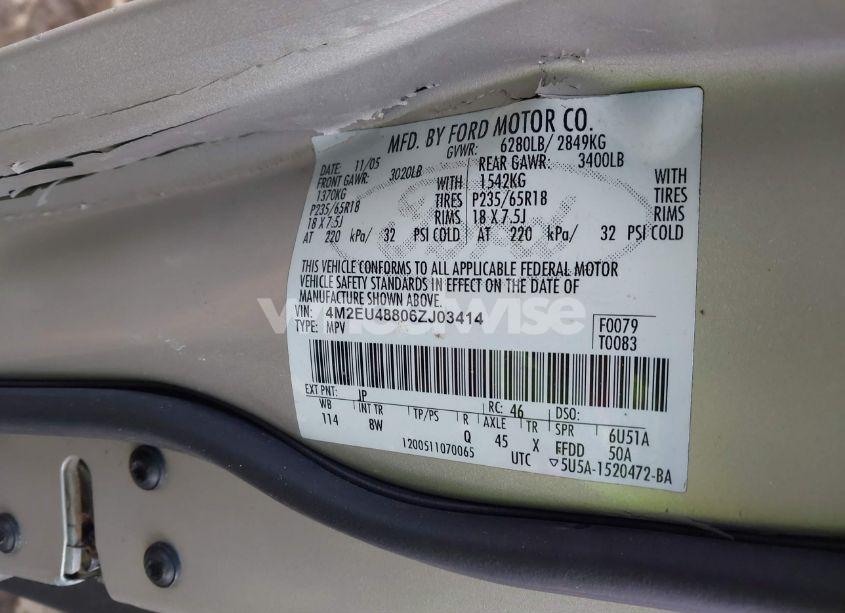 MFD. BY FORD MOTOR CO.
DATE: 11/05 GVWR: 6280LB/ 2849KG
FRONT GAWR: 3020LB REAR GAWR: 3400LB
1370KG WITH 1542KG WITH
P235/65R18 TIRES P235/65R18 TIRES
18 X 7.5J RIMS 18 X 7.5J RIMS
AT 220 kPa/ 32 PSI COLD AT 220 kPa/ 32 PSI COLD
THIS VEHICLE CONFORMS TO ALL APPLICABLE FEDERAL MOTOR
VEHICLE SAFETY STANDARDS IN EFFECT ON THE DATE OF
MANUFACTURE SHOWN ABOVE.
VIN: 4M2EU48806ZJ03414 F0079
TYPE: MPV T0083
EXT PNT: JP RC: 46 DSO:
WB INT TR TP/PS R AXLE TR SPR 6U51A
114 8W Q 45 X FFDD 50A
1200511070065 UTC ▽5U5A-1520472-BA